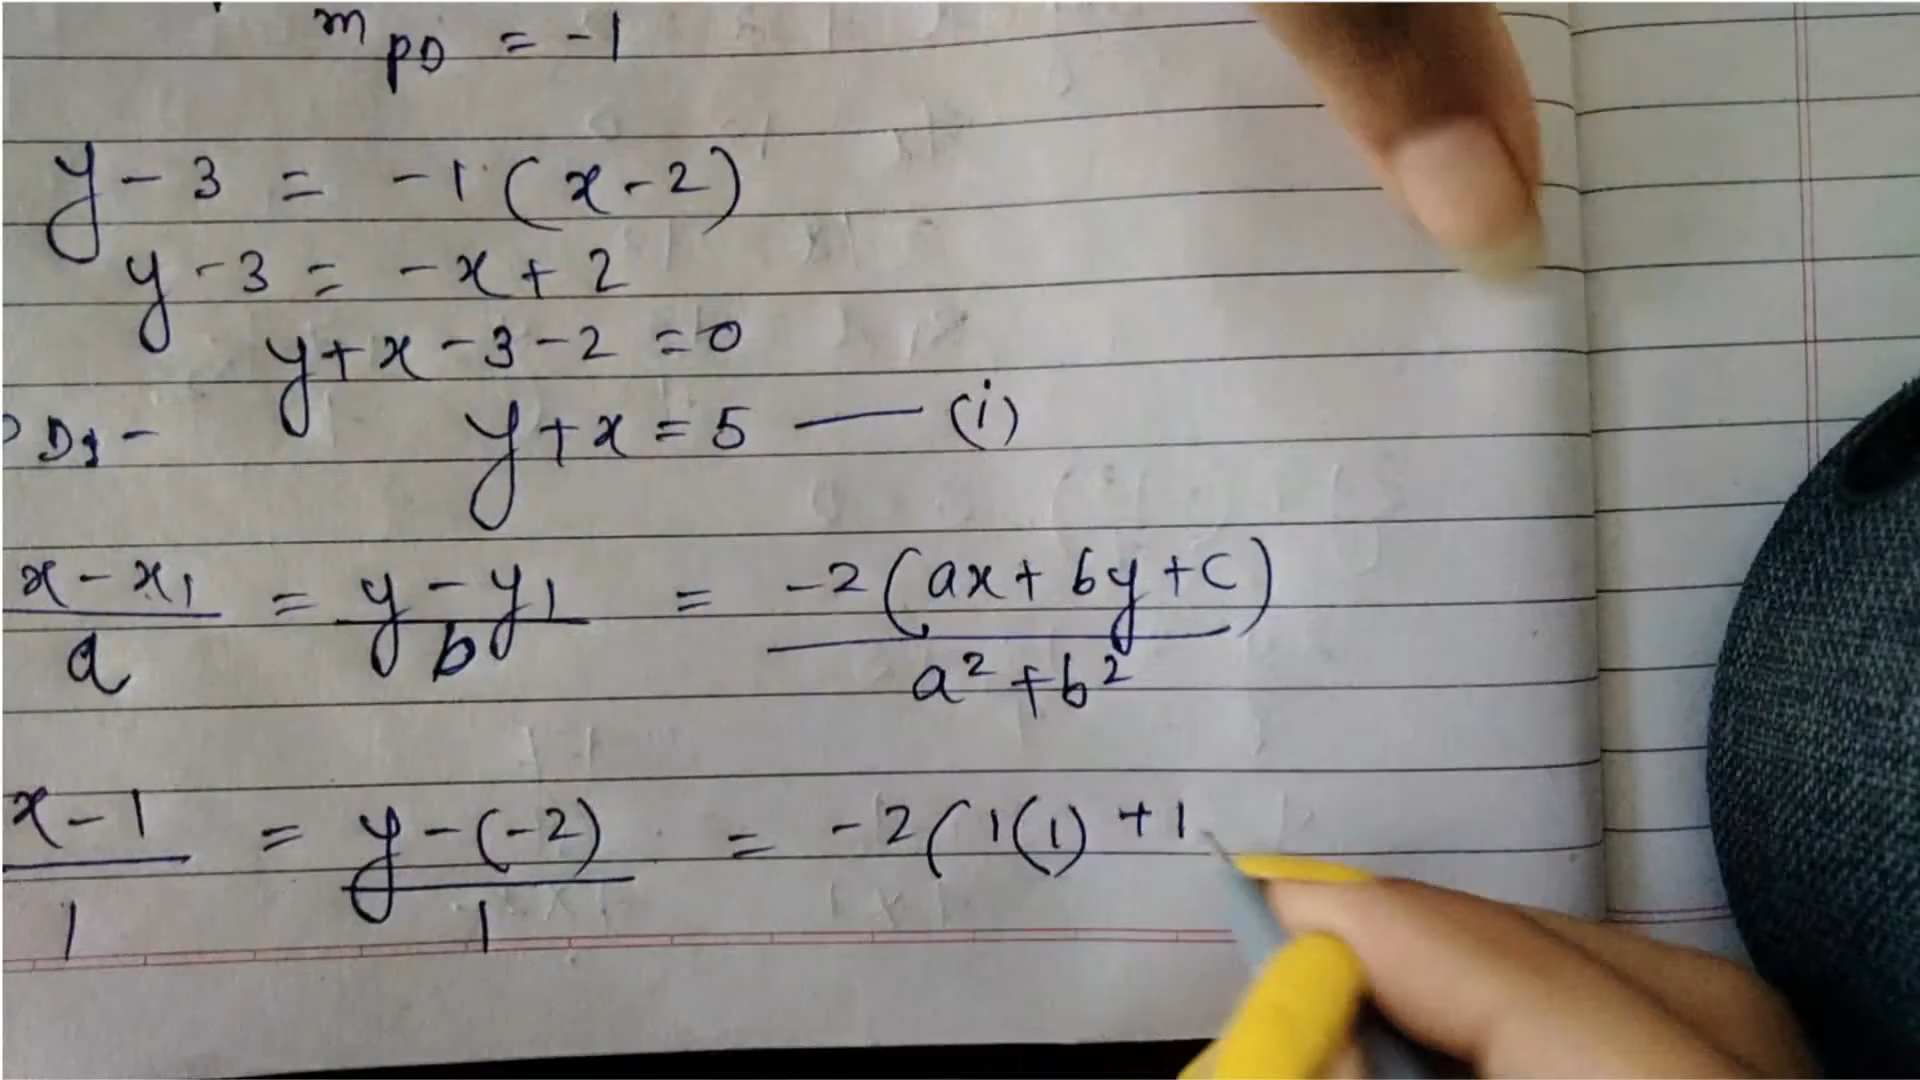 m_PD = -1
y - 3 = -1 (x - 2)
y - 3 = -x + 2
y + x - 3 - 2 = 0
D1 - y + x = 5 — (i)
(x - x1)/a = (y - y1)/b = -2(ax + by + c)/(a² + b²)
(x - 1)/1 = (y - (-2))/1 = -2(1(1) + 1